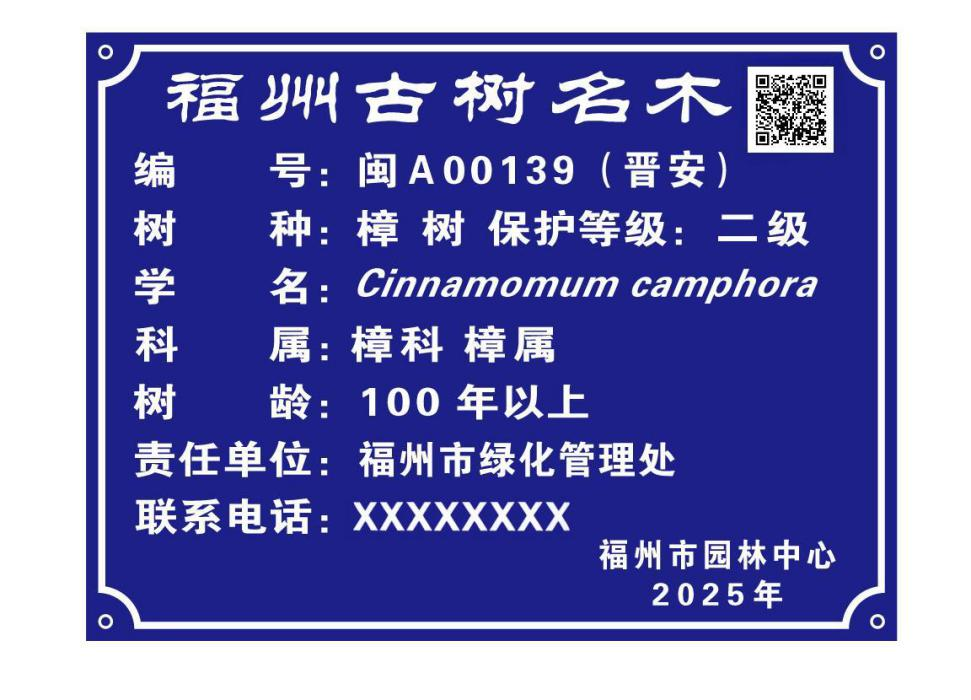 福州古树名木
编 号：闽A00139（晋安）
树 种：樟 树 保护等级：二级
学 名：Cinnamomum camphora
科 属：樟科 樟属
树 龄：100 年以上
责任单位：福州市绿化管理处
联系电话：XXXXXXXX
福州市园林中心
2025年